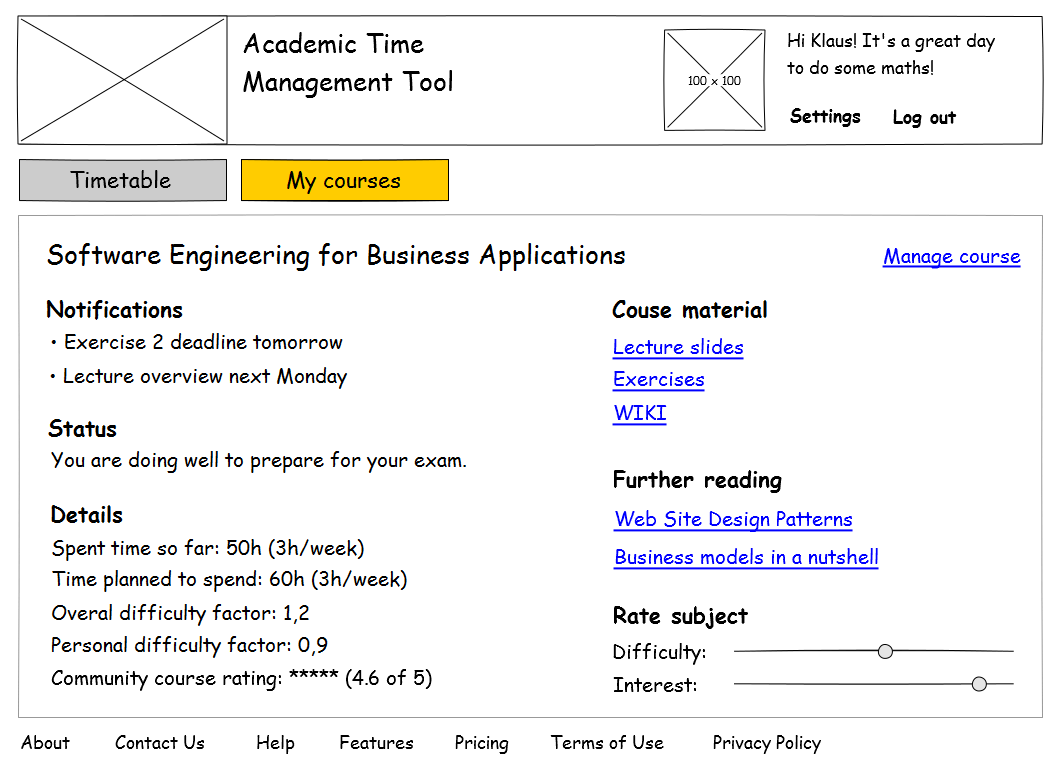 Academic Time
Management Tool
100 x 100
Hi Klaus! It's a great day
to do some maths!
Settings Log out
Timetable My courses
Software Engineering for Business Applications
Manage course
Notifications
• Exercise 2 deadline tomorrow
• Lecture overview next Monday
Status
You are doing well to prepare for your exam.
Details
Spent time so far: 50h (3h/week)
Time planned to spend: 60h (3h/week)
Overal difficulty factor: 1,2
Personal difficulty factor: 0,9
Community course rating: ***** (4.6 of 5)
Couse material
Lecture slides
Exercises
WIKI
Further reading
Web Site Design Patterns
Business models in a nutshell
Rate subject
Difficulty:
Interest:
About Contact Us Help Features Pricing Terms of Use Privacy Policy